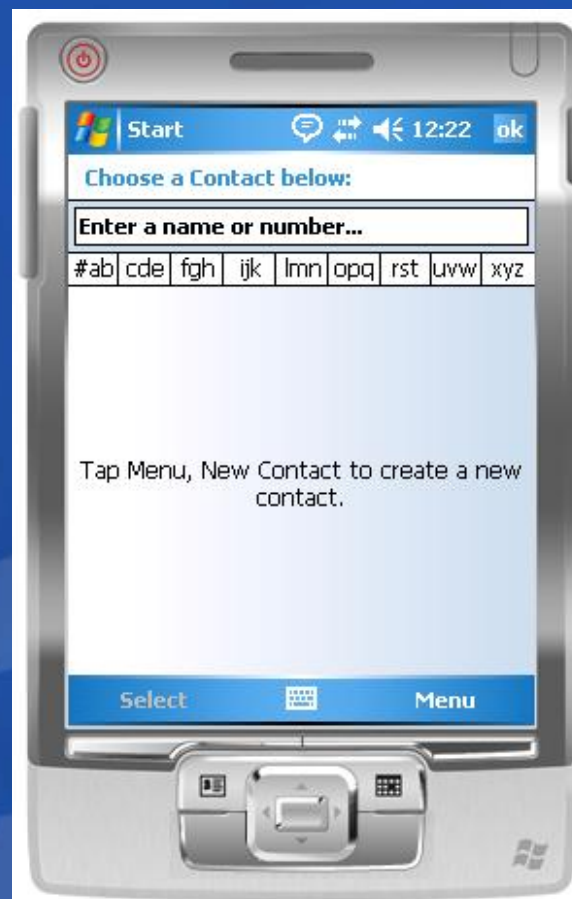 Start 12:22 ok
Choose a Contact below:
Enter a name or number...
#ab cde fgh ijk lmn opq rst uvw xyz
Tap Menu, New Contact to create a new
contact.
Select Menu